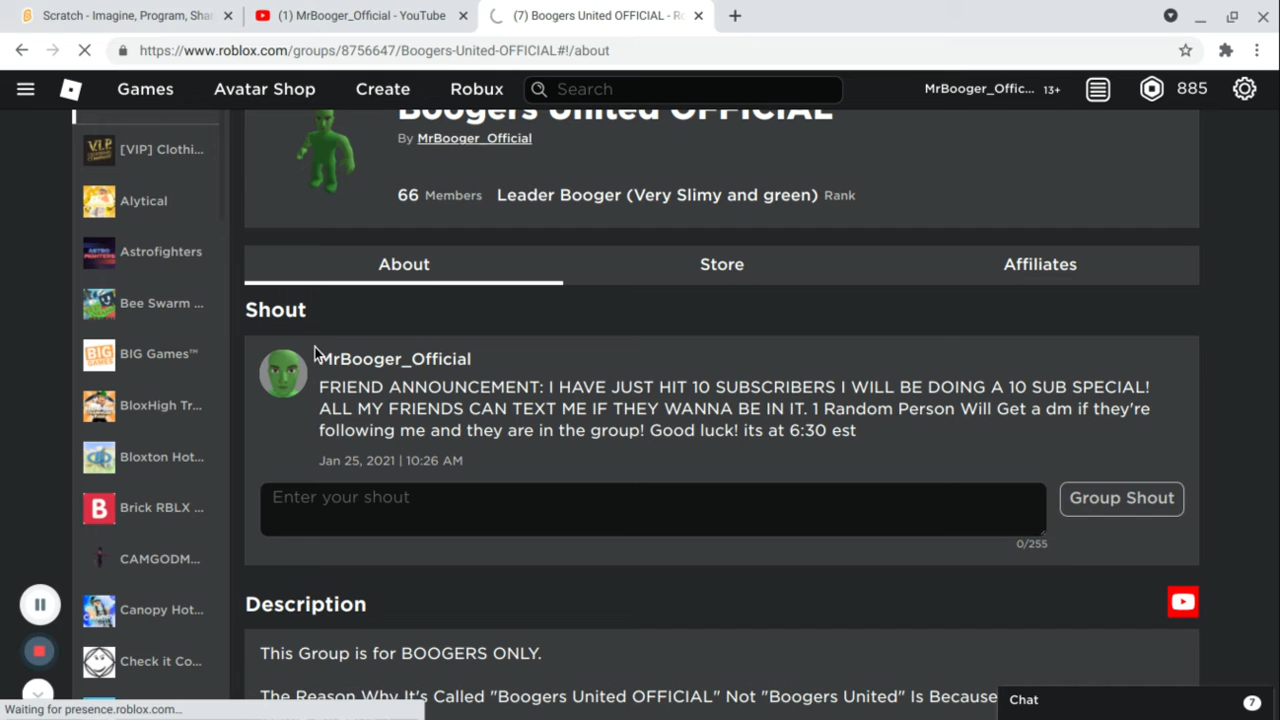 Scratch - Imagine, Program, Shar
(1) MrBooger_Official - YouTube
(7) Boogers United OFFICIAL - Ro
https://www.roblox.com/groups/8756647/Boogers-United-OFFICIAL#!/about
Games
Avatar Shop
Create
Robux
Search
MrBooger_Offic... 13+
885
Boogers United OFFICIAL
By MrBooger_Official
66 Members Leader Booger (Very Slimy and green) Rank
[VIP] Clothi...
Alytical
Astrofighters
Bee Swarm ...
BIG Games™
BloxHigh Tr...
Bloxton Hot...
Brick RBLX ...
CAMGODM...
Canopy Hot...
Check it Co...
About
Store
Affiliates
Shout
MrBooger_Official
FRIEND ANNOUNCEMENT: I HAVE JUST HIT 10 SUBSCRIBERS I WILL BE DOING A 10 SUB SPECIAL!
ALL MY FRIENDS CAN TEXT ME IF THEY WANNA BE IN IT. 1 Random Person Will Get a dm if they're
following me and they are in the group! Good luck! its at 6:30 est
Jan 25, 2021 | 10:26 AM
Enter your shout
Group Shout
0/255
Description
This Group is for BOOGERS ONLY.
The Reason Why It's Called "Boogers United OFFICIAL" Not "Boogers United" Is Because
Chat
7
Waiting for presence.roblox.com...